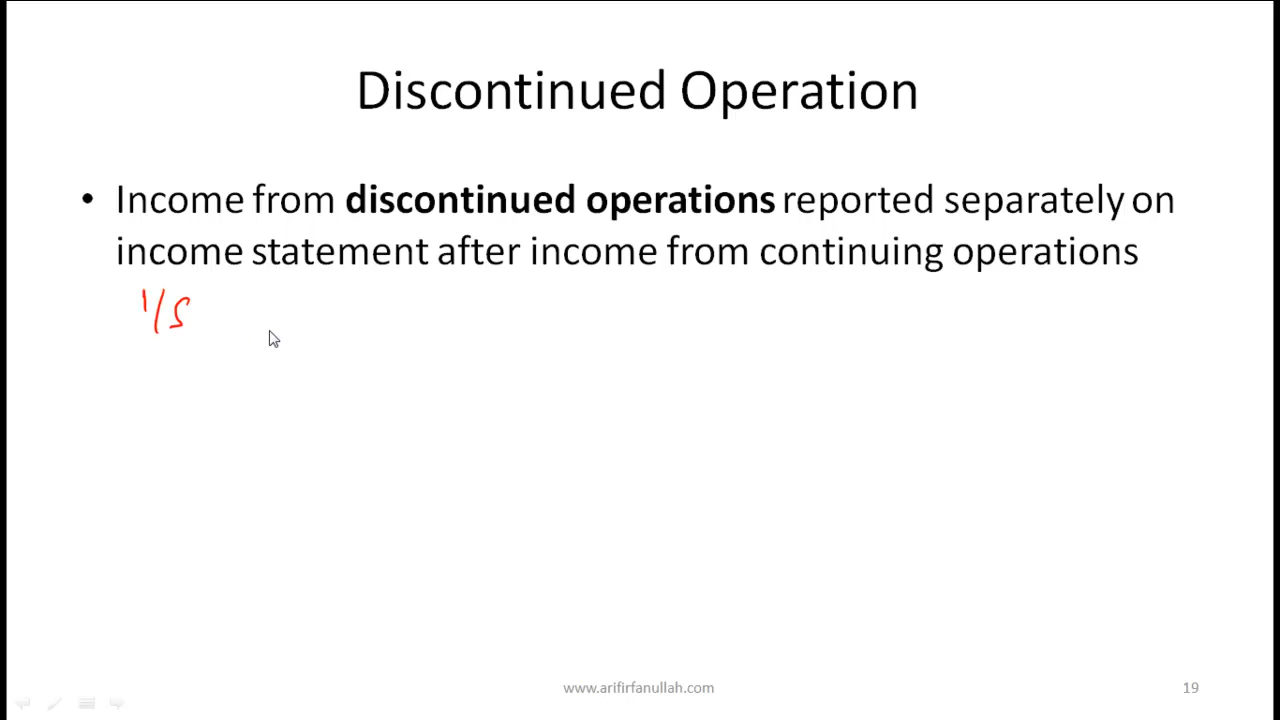 Discontinued Operation
• Income from discontinued operations reported separately on
income statement after income from continuing operations
I/S
www.arifirfanullah.com
19